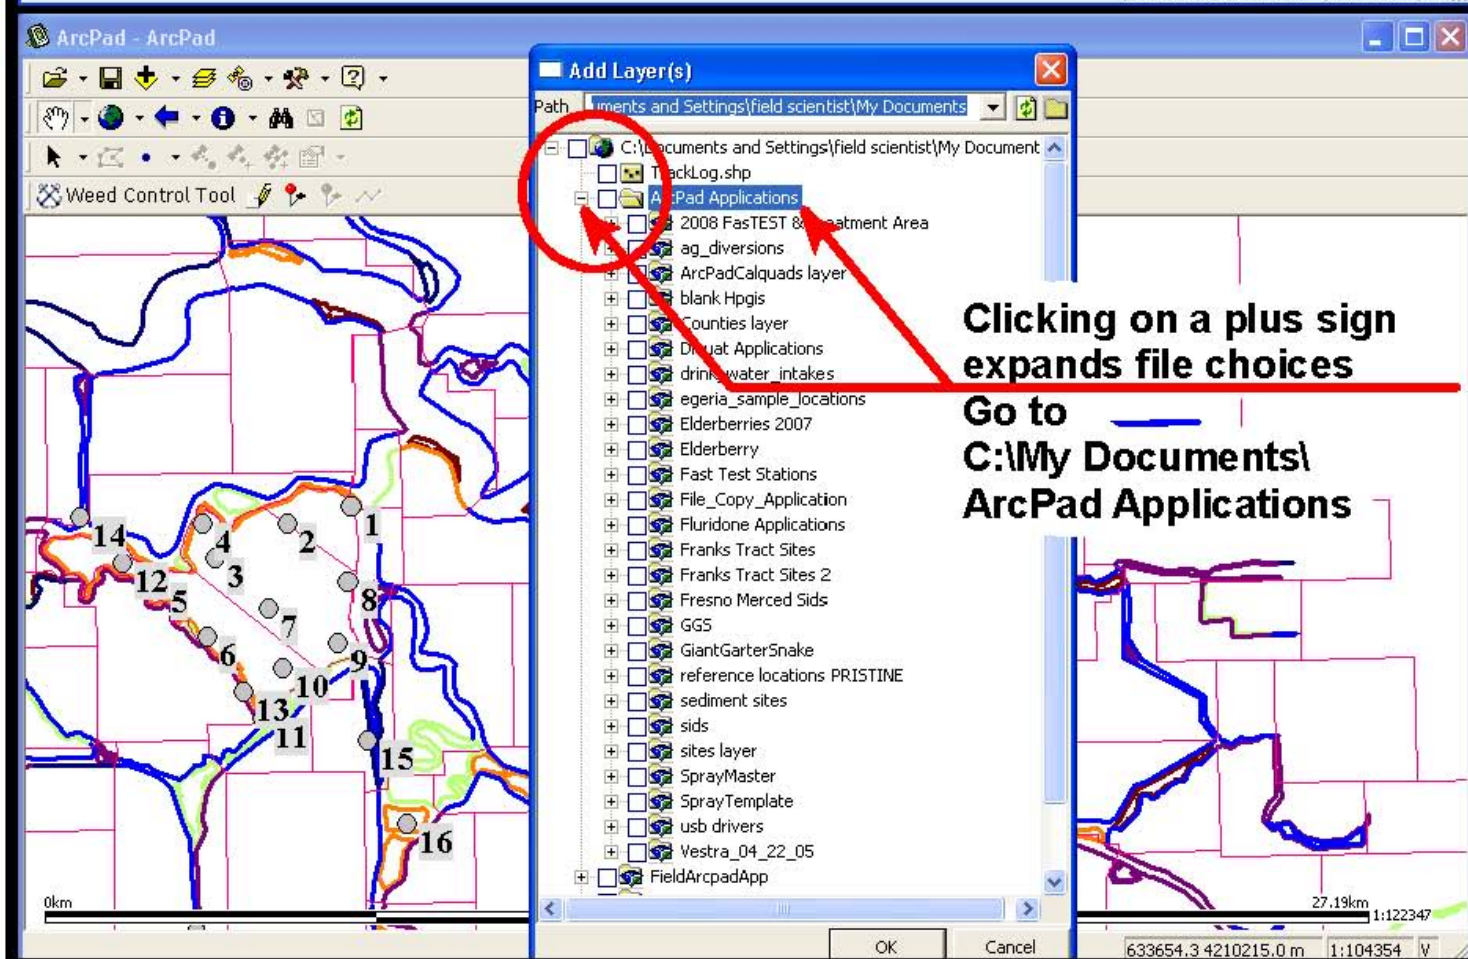 ArcPad - ArcPad
Weed Control Tool
Add Layer(s)
Path uments and Settings\field scientist\My Documents
C:\Documents and Settings\field scientist\My Document
TrackLog.shp
ArcPad Applications
2008 FasTEST & Treatment Area
ag_diversions
ArcPadCalquads layer
blank Hpgis
Counties layer
Diquat Applications
drinkwater_intakes
egeria_sample_locations
Elderberries 2007
Elderberry
Fast Test Stations
File_Copy_Application
Fluridone Applications
Franks Tract Sites
Franks Tract Sites 2
Fresno Merced Sids
GGS
GiantGarterSnake
reference locations PRISTINE
sediment sites
sids
sites layer
SprayMaster
SprayTemplate
usb drivers
Vestra_04_22_05
FieldArcpadApp
OK Cancel
Clicking on a plus sign
expands file choices
Go to
C:\My Documents\
ArcPad Applications
1
2
4
14
3
12
8
5
7
6
9
10
13
11
15
16
0km
27.19km
1:122347
633654.3 4210215.0 m 1:104354 V